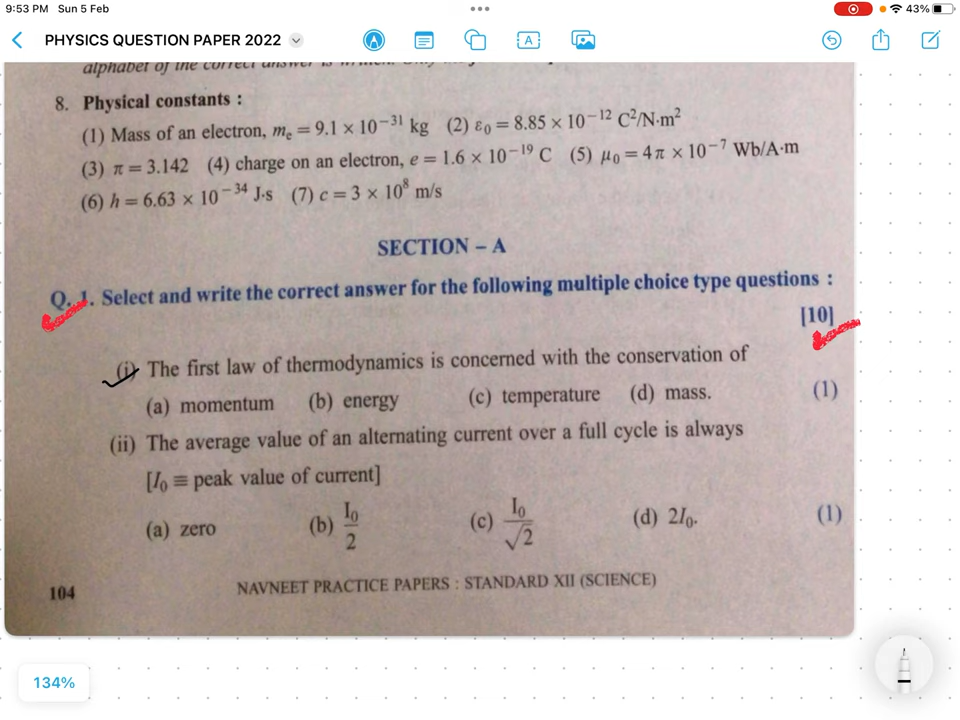 9:53 PM Sun 5 Feb
43%
PHYSICS QUESTION PAPER 2022
alphabet of the correct answer is
8. Physical constants :
(1) Mass of an electron, mₑ = 9.1 × 10⁻³¹ kg (2) ε₀ = 8.85 × 10⁻¹² C²/N·m²
(3) π = 3.142 (4) charge on an electron, e = 1.6 × 10⁻¹⁹ C (5) μ₀ = 4π × 10⁻⁷ Wb/A·m
(6) h = 6.63 × 10⁻³⁴ J·s (7) c = 3 × 10⁸ m/s
SECTION – A
Q. 1. Select and write the correct answer for the following multiple choice type questions :
[10]
(i) The first law of thermodynamics is concerned with the conservation of
(a) momentum (b) energy (c) temperature (d) mass. (1)
(ii) The average value of an alternating current over a full cycle is always
[I₀ ≡ peak value of current]
(a) zero (b) I₀/2 (c) I₀/√2 (d) 2I₀. (1)
104 NAVNEET PRACTICE PAPERS : STANDARD XII (SCIENCE)
134%